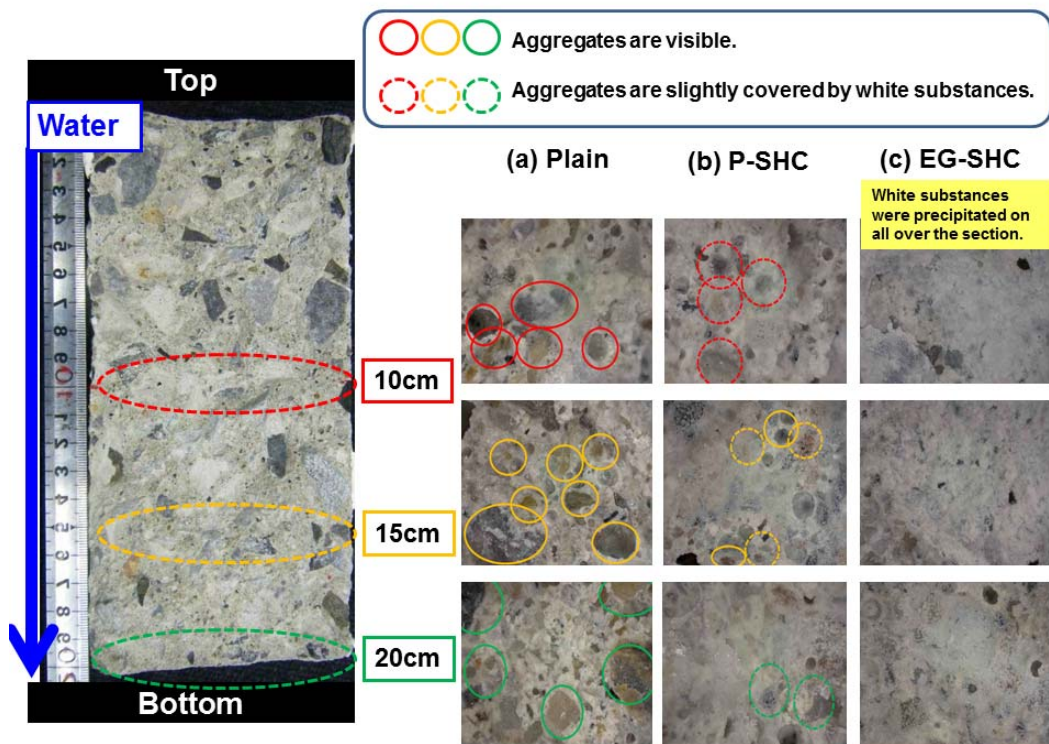 Aggregates are visible.
Aggregates are slightly covered by white substances.
Top
Water
(a) Plain
(b) P-SHC
(c) EG-SHC
White substances
were precipitated on
all over the section.
10cm
15cm
20cm
Bottom